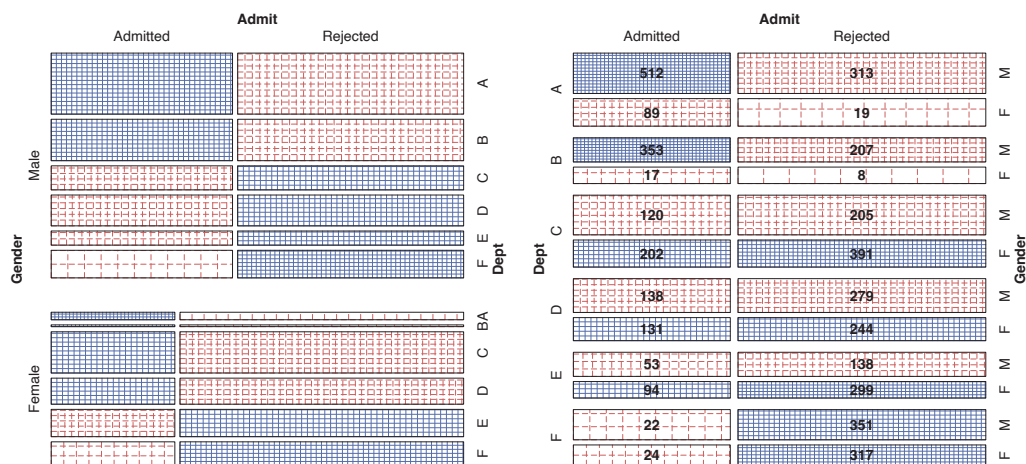 Admit
Admitted Rejected
A
B
C
D
E
F
Male
Gender
Dept
BA
C
D
E
F
Female
Admit
Admitted Rejected
A
512 313 M
89 19 F
B
353 207 M
17 8 F
C
120 205 M
202 391 F
Dept
Gender
D
138 279 M
131 244 F
E
53 138 M
94 299 F
F
22 351 M
24 317 F